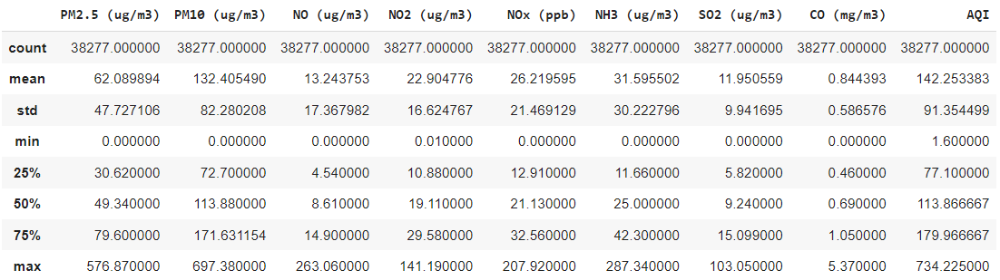 PM2.5 (ug/m3) PM10 (ug/m3) NO (ug/m3) NO2 (ug/m3) NOx (ppb) NH3 (ug/m3) SO2 (ug/m3) CO (mg/m3) AQI
count 38277.000000 38277.000000 38277.000000 38277.000000 38277.000000 38277.000000 38277.000000 38277.000000 38277.000000
mean 62.089894 132.405490 13.243753 22.904776 26.219595 31.595502 11.950559 0.844393 142.253383
std 47.727106 82.280208 17.367982 16.624767 21.469129 30.222796 9.941695 0.586576 91.354499
min 0.000000 0.000000 0.000000 0.010000 0.000000 0.000000 0.000000 0.000000 1.600000
25% 30.620000 72.700000 4.540000 10.880000 12.910000 11.660000 5.820000 0.460000 77.100000
50% 49.340000 113.880000 8.610000 19.110000 21.130000 25.000000 9.240000 0.690000 113.866667
75% 79.600000 171.631154 14.900000 29.580000 32.560000 42.300000 15.099000 1.050000 179.966667
max 576.870000 697.380000 263.060000 141.190000 207.920000 287.340000 103.050000 5.370000 734.225000